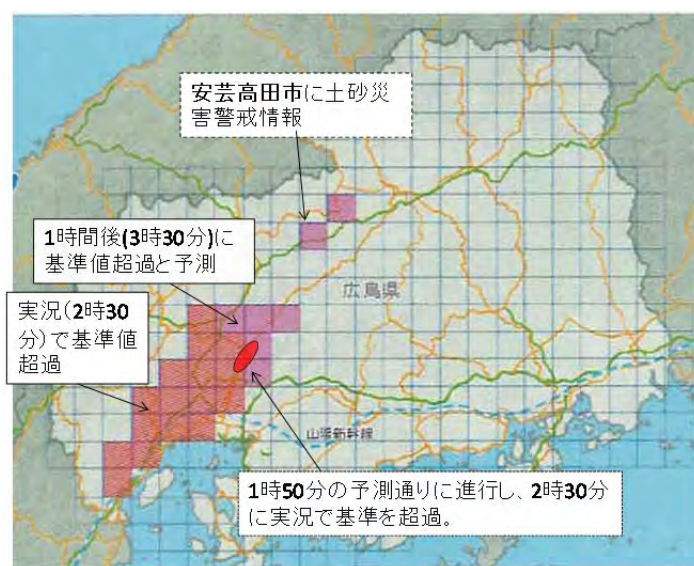 安芸高田市に土砂災
害警戒情報
1時間後(3時30分)に
基準値超過と予測
実況(2時30
分)で基準値
超過
広島県
山陽新幹線
1時50分の予測通りに進行し、2時30分
に実況で基準を超過。